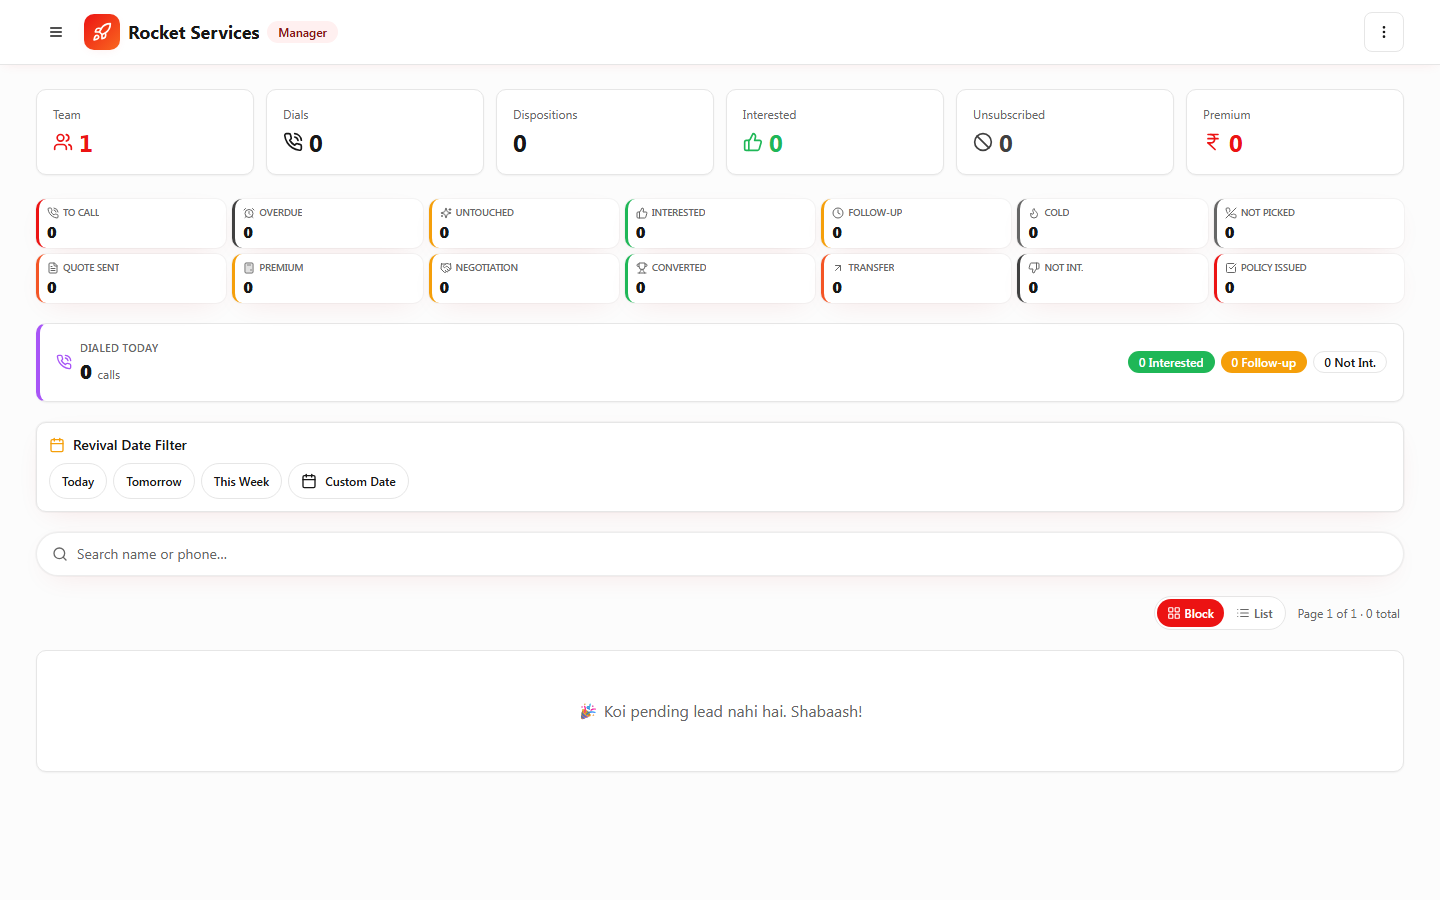 Rocket Services Manager
Team Dials Dispositions Interested Unsubscribed Premium
1 0 0 0 0 ₹ 0
TO CALL OVERDUE UNTOUCHED INTERESTED FOLLOW-UP COLD NOT PICKED
0 0 0 0 0 0 0
QUOTE SENT PREMIUM NEGOTIATION CONVERTED TRANSFER NOT INT. POLICY ISSUED
0 0 0 0 0 0 0
DIALED TODAY
0 calls 0 Interested 0 Follow-up 0 Not Int.
Revival Date Filter
Today Tomorrow This Week Custom Date
Search name or phone...
Block List Page 1 of 1 · 0 total
🎉 Koi pending lead nahi hai. Shabaash!